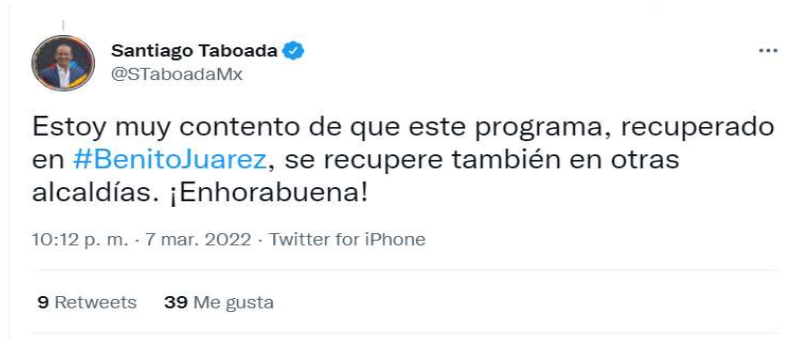 Santiago Taboada
@STaboadaMx
Estoy muy contento de que este programa, recuperado
en #BenitoJuarez, se recupere también en otras
alcaldías. ¡Enhorabuena!
10:12 p. m. · 7 mar. 2022 · Twitter for iPhone
9 Retweets 39 Me gusta